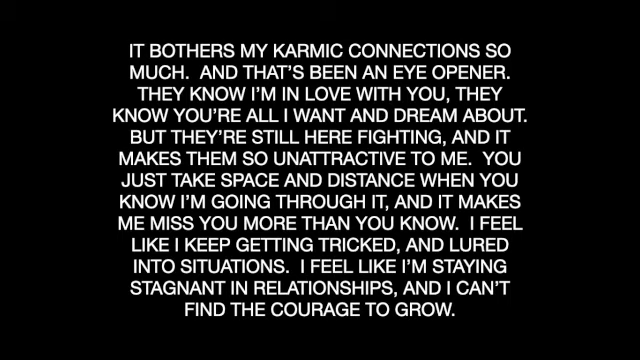 IT BOTHERS MY KARMIC CONNECTIONS SO
MUCH.  AND THAT'S BEEN AN EYE OPENER.
THEY KNOW I'M IN LOVE WITH YOU, THEY
KNOW YOU'RE ALL I WANT AND DREAM ABOUT.
BUT THEY'RE STILL HERE FIGHTING, AND IT
MAKES THEM SO UNATTRACTIVE TO ME.  YOU
JUST TAKE SPACE AND DISTANCE WHEN YOU
KNOW I'M GOING THROUGH IT, AND IT MAKES
ME MISS YOU MORE THAN YOU KNOW.  I FEEL
LIKE I KEEP GETTING TRICKED, AND LURED
INTO SITUATIONS.  I FEEL LIKE I'M STAYING
STAGNANT IN RELATIONSHIPS, AND I CAN'T
FIND THE COURAGE TO GROW.